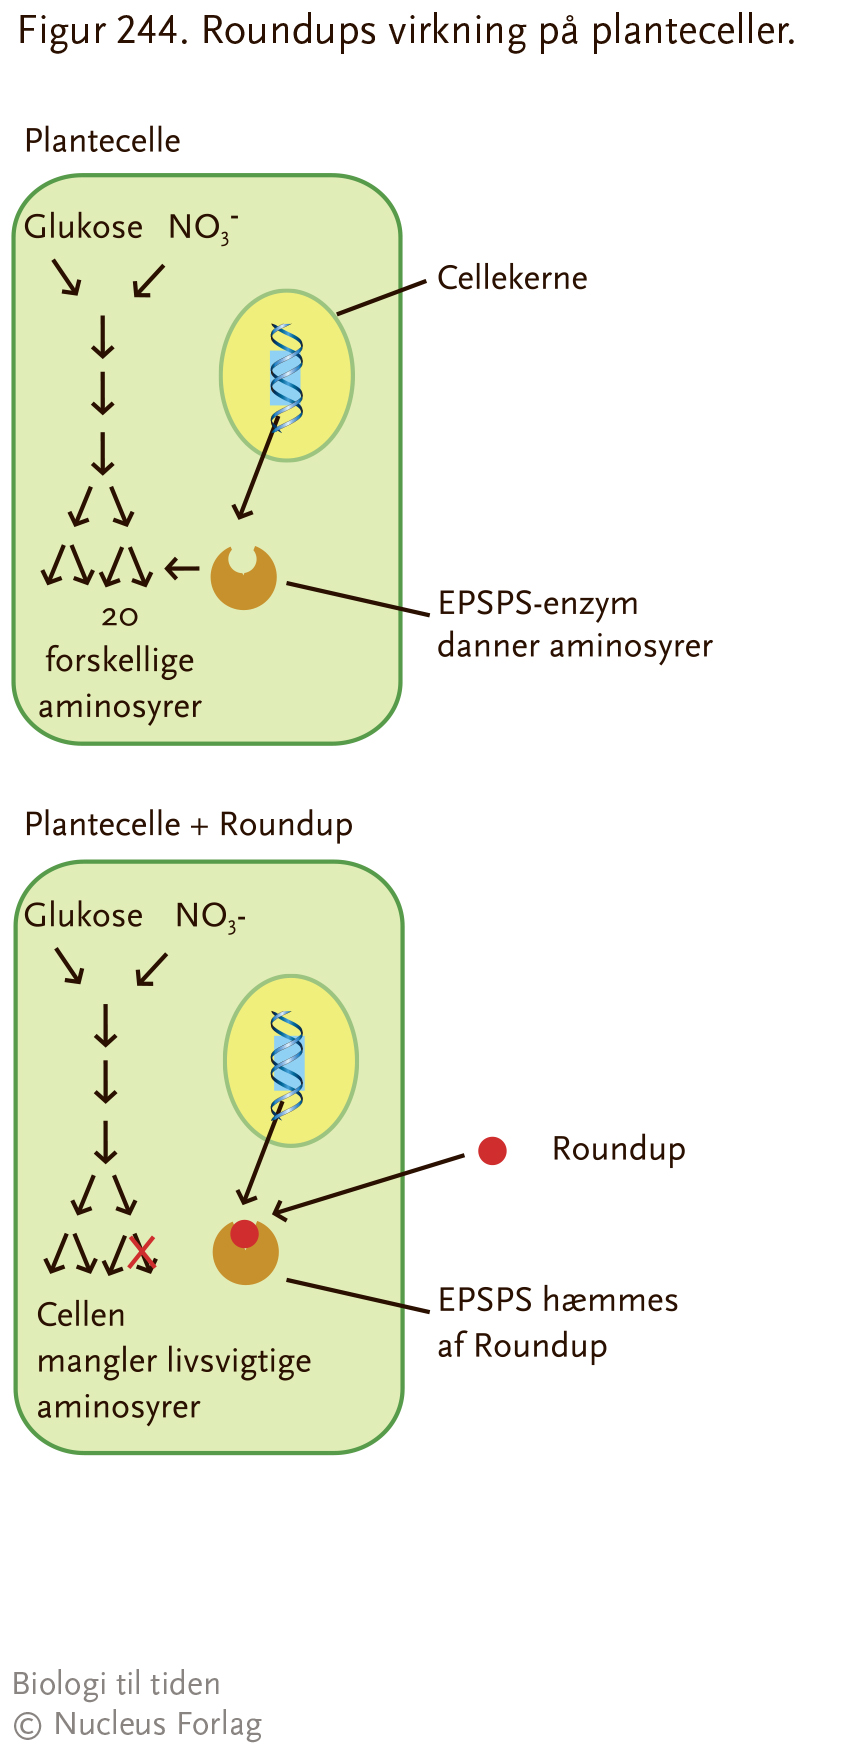 Figur 244. Roundups virkning på planteceller.
Plantecelle
Glukose NO₃⁻
Cellekerne
EPSPS-enzym
danner aminosyrer
20
forskellige
aminosyrer
Plantecelle + Roundup
Glukose NO₃-
Roundup
EPSPS hæmmes
af Roundup
Cellen
mangler livsvigtige
aminosyrer
Biologi til tiden
© Nucleus Forlag